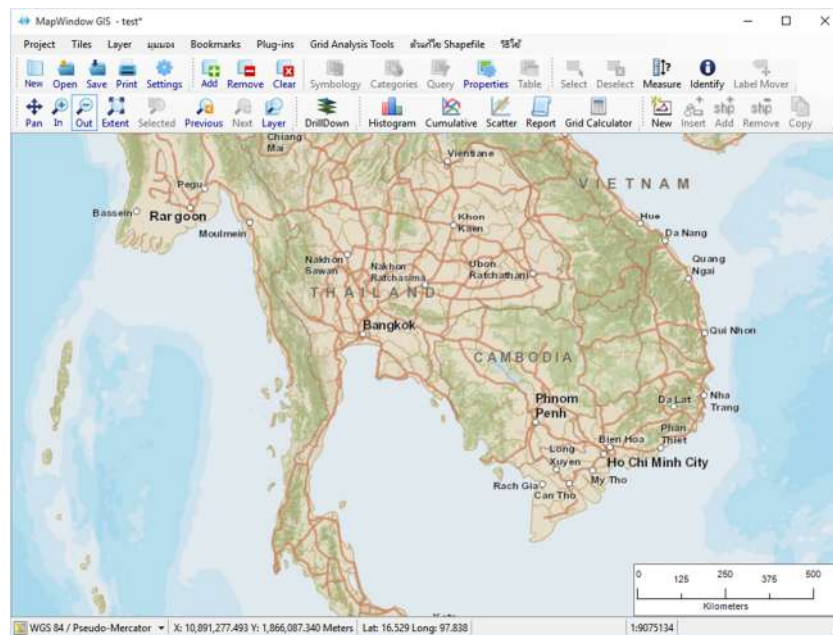 MapWindow GIS - test*
Project Tiles Layer มุมมอง Bookmarks Plug-ins Grid Analysis Tools ตัวแก้ไข Shapefile วิธีใช้
New Open Save Print Settings Add Remove Clear Symbology Categories Query Properties Table Select Deselect Measure Identify Label Mover
Pan In Out Extent Selected Previous Next Layer DrillDown Histogram Cumulative Scatter Report Grid Calculator New Insert Add Remove Copy
Chiang
Mai
Vientiane
VIETNAM
Pegu
Bassein
Rangoon
Moulmein
Khon
Kaen
Hue
Da Nang
Nakhon
Sawan
Nakhon
Ratchasima
Ubon
Ratchathani
Quang
Ngai
THAILAND
Bangkok
Qui Nhon
CAMBODIA
Phnom
Penh
Da Lat
Nha
Trang
Phan
Thiet
Bien Hoa
Long
Xuyen
Ho Chi Minh City
Rach Gia
Can Tho
My Tho
0 250 500
125 375
Kilometers
WGS 84 / Pseudo-Mercator X: 10,891,277.493 Y: 1,866,087.340 Meters Lat: 16.529 Long: 97.838 1:9075134